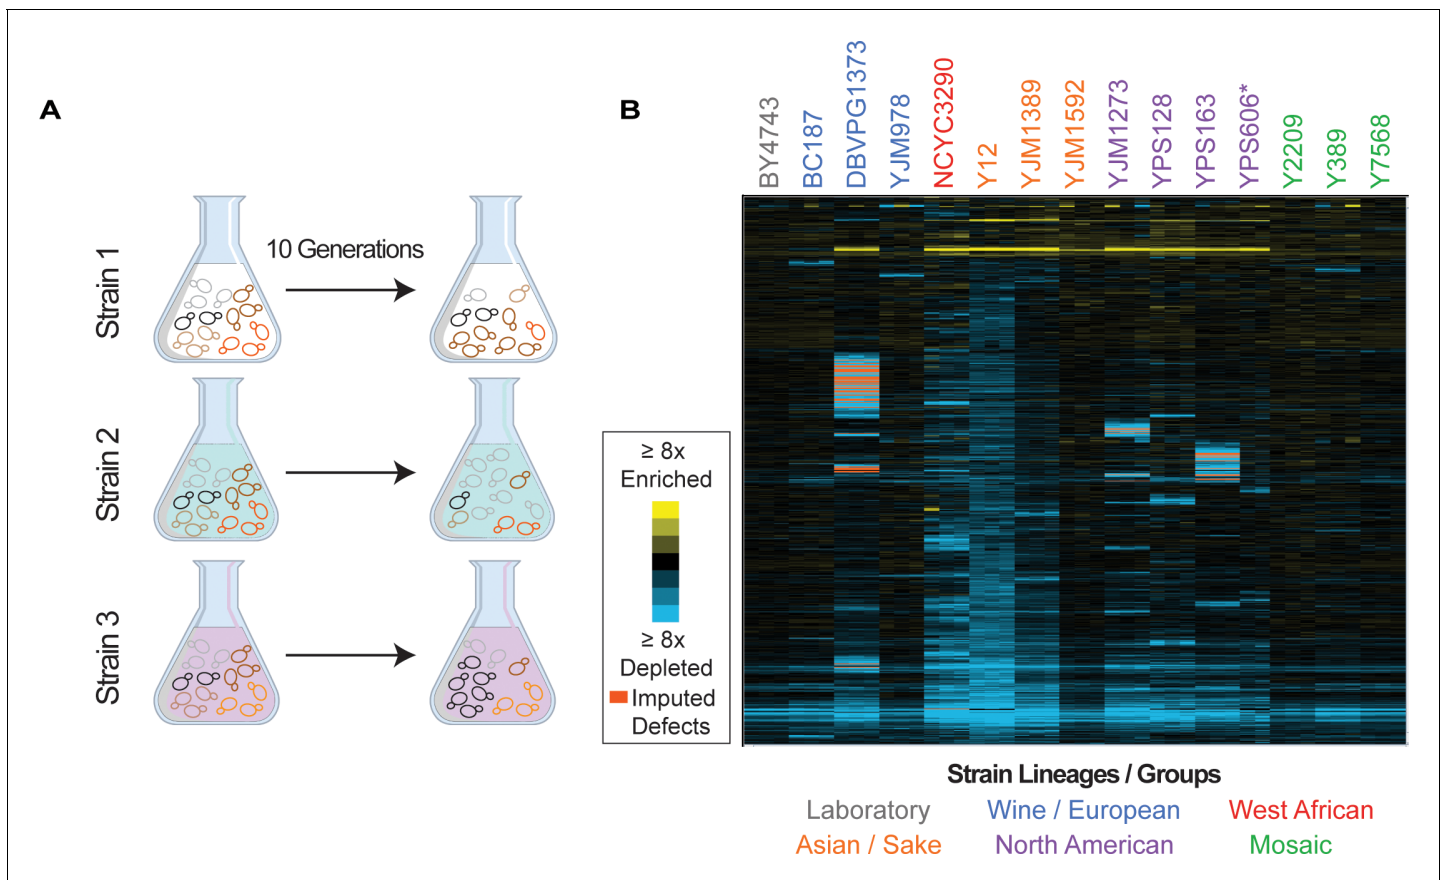 A
Strain 1
10 Generations
Strain 2
Strain 3
B
BY4743
BC187
DBVPG1373
YJM978
NCYC3290
Y12
YJM1389
YJM1592
YJM1273
YPS128
YPS163
YPS606*
Y2209
Y389
Y7568
≥ 8x
Enriched
≥ 8x
Depleted
Imputed
Defects
Strain Lineages / Groups
Laboratory
Wine / European
West African
Asian / Sake
North American
Mosaic